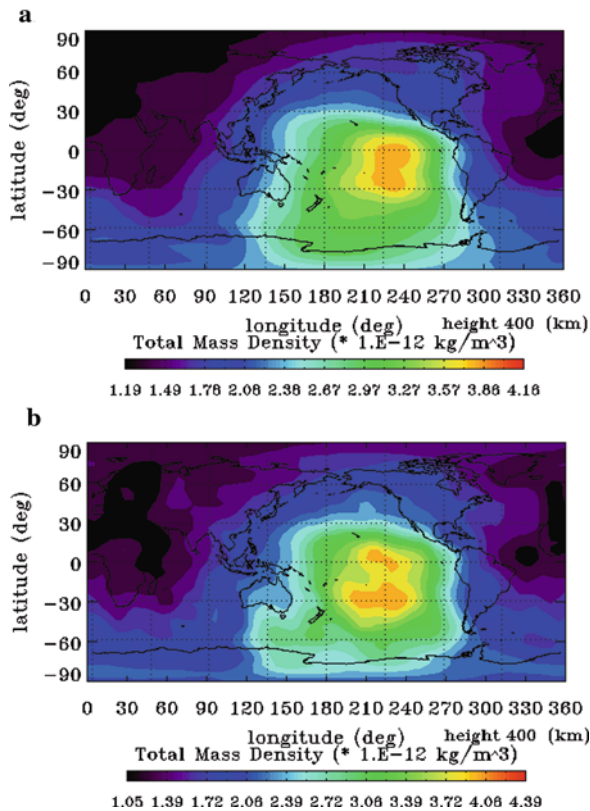 a
90
60
30
0
−30
−60
−90
latitude (deg)
0 30 60 90 120 150 180 210 240 270 300 330 360
longitude (deg) height 400 (km)
Total Mass Density (* 1.E−12 kg/m^3)
1.19 1.49 1.78 2.08 2.38 2.67 2.97 3.27 3.57 3.86 4.16
b
90
60
30
0
−30
−60
−90
latitude (deg)
0 30 60 90 120 150 180 210 240 270 300 330 360
longitude (deg) height 400 (km)
Total Mass Density (* 1.E−12 kg/m^3)
1.05 1.39 1.72 2.06 2.39 2.72 3.06 3.39 3.72 4.06 4.39